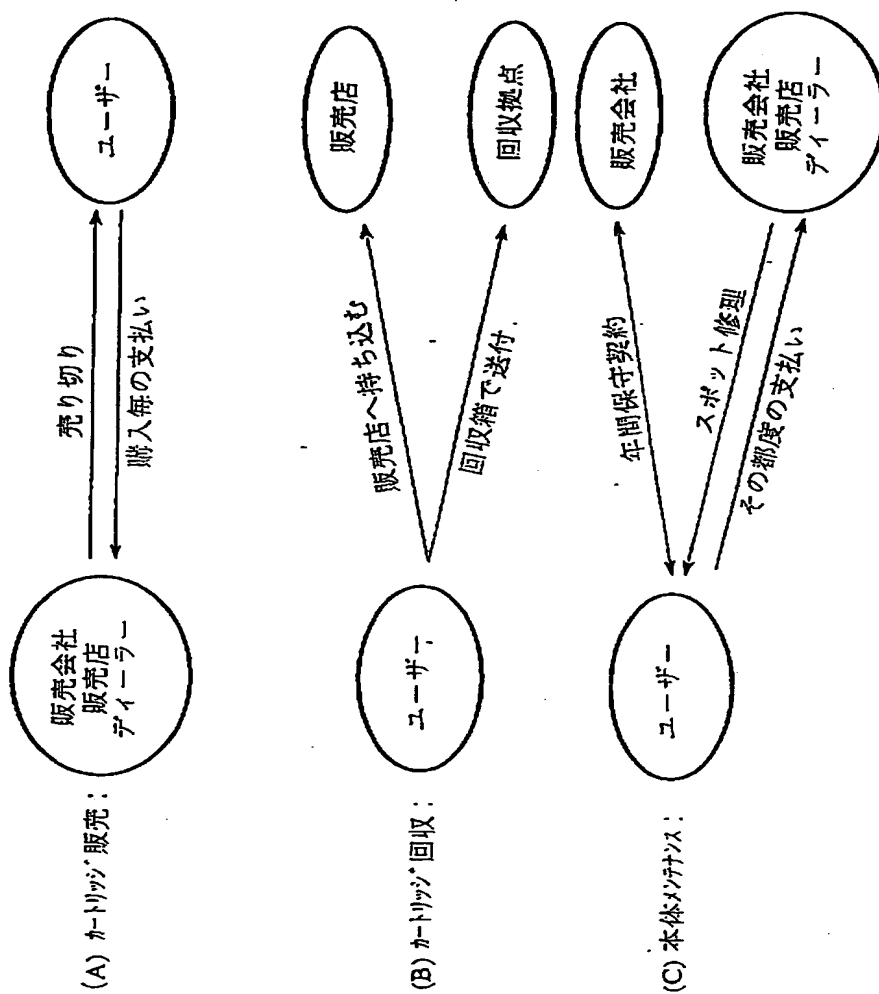 (A) カートリッジ販売:
販売会社
販売店
ディーラー
売り切り
購入毎の支払い
ユーザー
(B) カートリッジ回収:
ユーザー
販売店へ持ち込む
回収箱で送付
販売店
回収拠点
(C) 本体メンテナンス:
ユーザー
年間保守契約
スポット修理
その都度の支払い
販売会社
販売会社
販売店
ディーラー